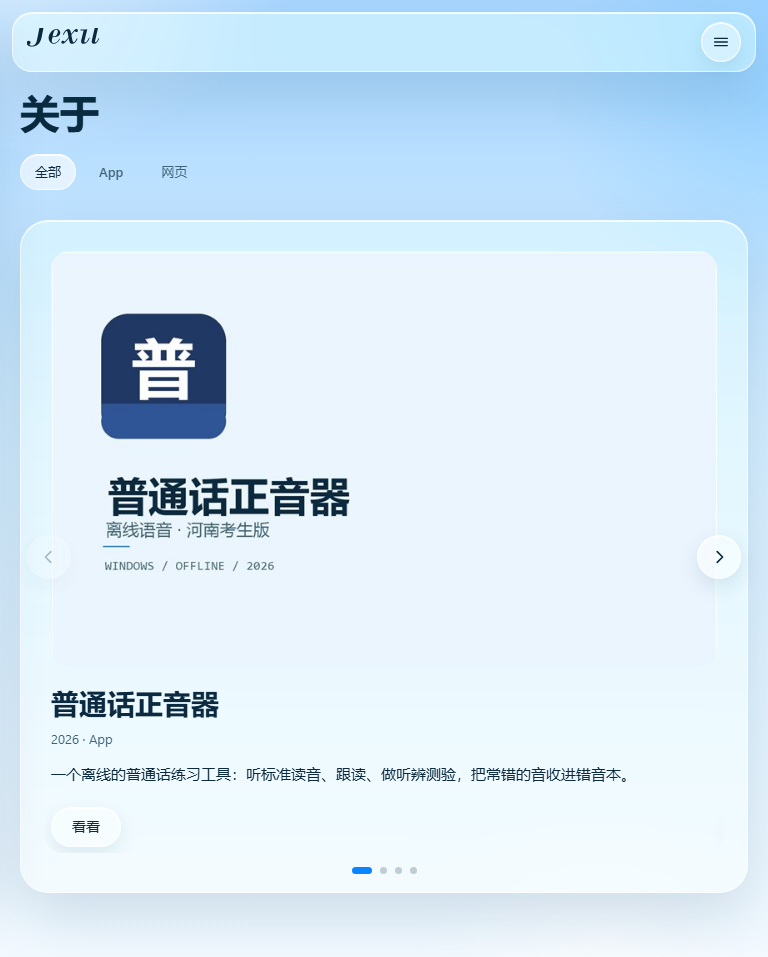 Jexu
关于
全部 App 网页
普
普通话正音器
离线语音 · 河南考生版
WINDOWS / OFFLINE / 2026
普通话正音器
2026 · App
一个离线的普通话练习工具：听标准读音、跟读、做听辨测验，把常错的音收进错音本。
看看